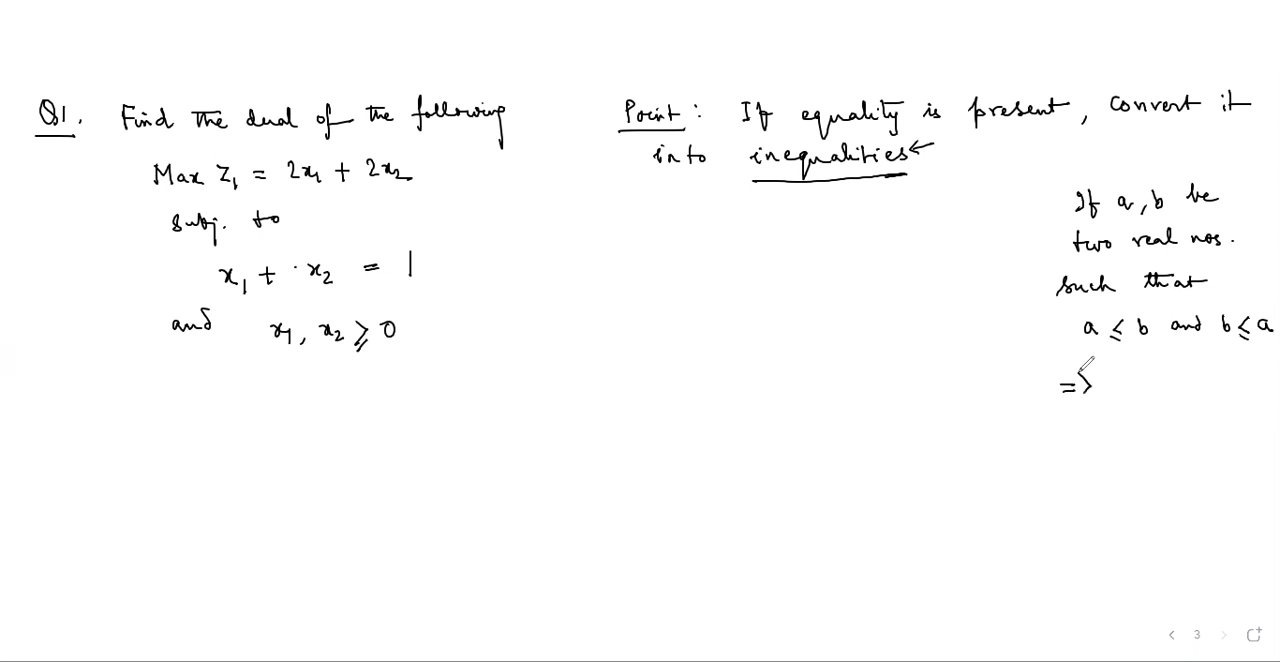 Q1. Find the dual of the following
Max Z₁ = 2x₁ + 2x₂
Subj. to
x₁ + x₂ = 1
and x₁, x₂ ≥ 0
Point : If equality is present, convert it
into inequalities ←
If a, b be
two real nos.
such that
a ≤ b and b ≤ a
=>
< 3 >